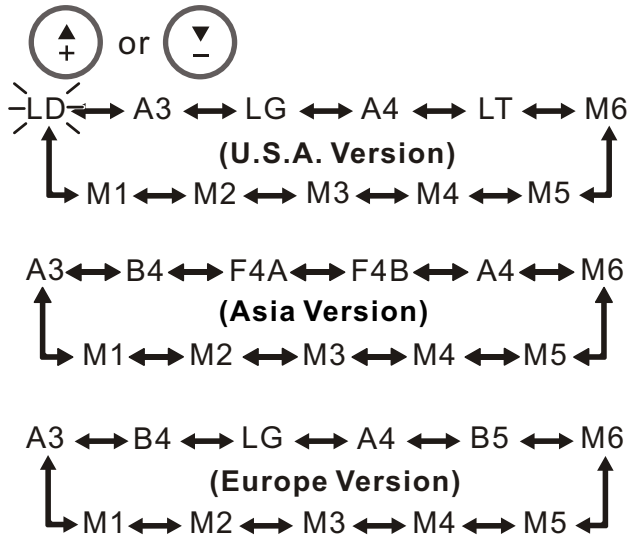 + or −
LD A3 LG A4 LT M6
(U.S.A. Version)
M1 M2 M3 M4 M5
A3 B4 F4A F4B A4 M6
(Asia Version)
M1 M2 M3 M4 M5
A3 B4 LG A4 B5 M6
(Europe Version)
M1 M2 M3 M4 M5